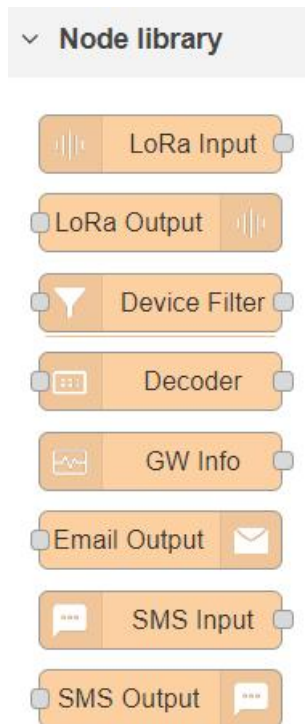 Node library
LoRa Input
LoRa Output
Device Filter
Decoder
GW Info
Email Output
SMS Input
SMS Output